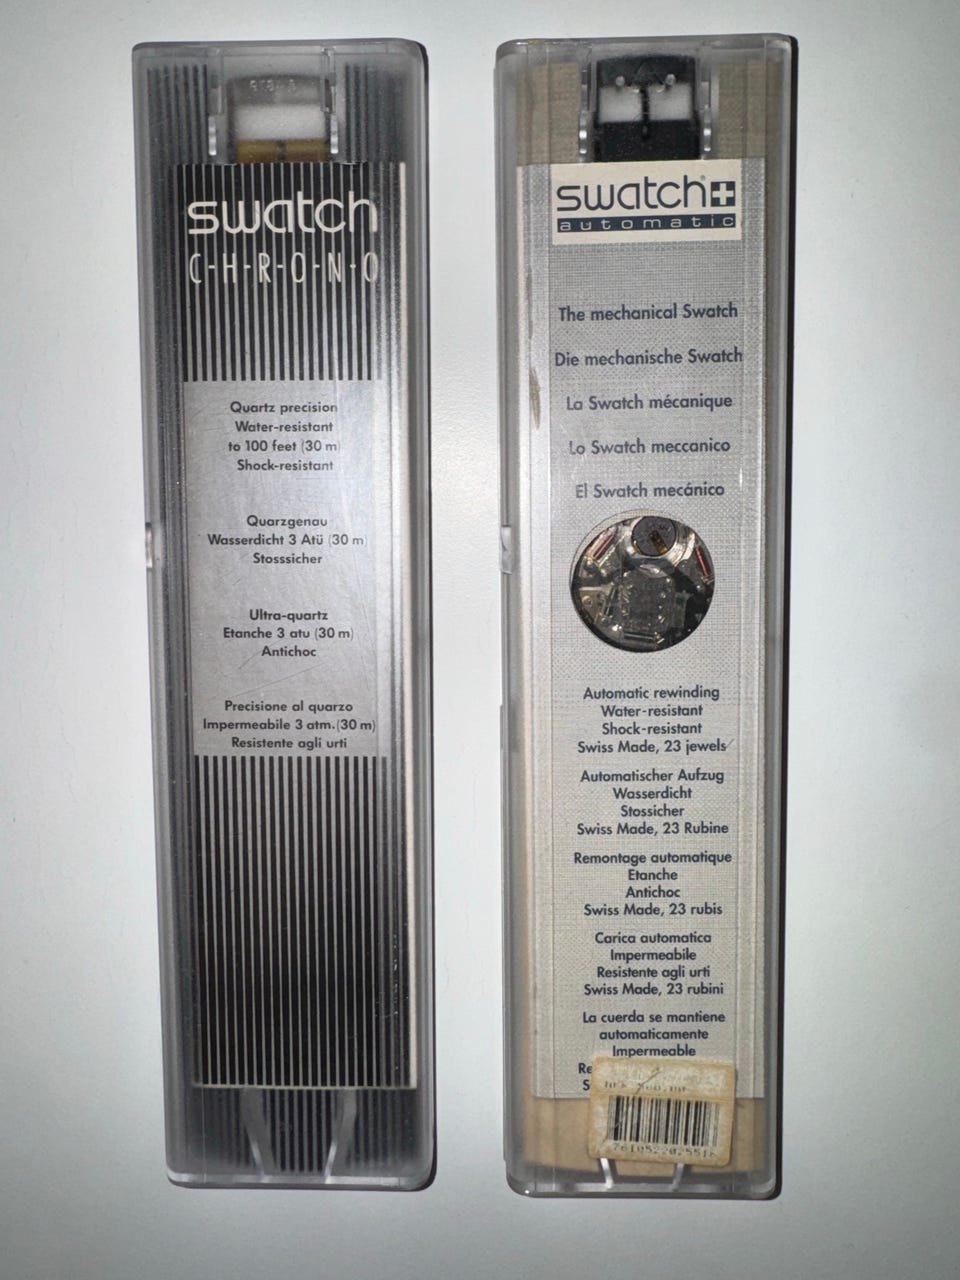 swatch
C-H-R-O-N-O
Quartz precision
Water-resistant
to 100 feet (30 m)
Shock-resistant
Quarzgenau
Wasserdicht 3 Atü (30 m)
Stosssicher
Ultra-quartz
Etanche 3 atu (30 m)
Antichoc
Precisione al quarzo
Impermeabile 3 atm. (30 m)
Resistente agli urti
swatch®+
automatic
The mechanical Swatch
Die mechanische Swatch
La Swatch mécanique
Lo Swatch meccanico
El Swatch mecánico
Automatic rewinding
Water-resistant
Shock-resistant
Swiss Made, 23 jewels
Automatischer Aufzug
Wasserdicht
Stossicher
Swiss Made, 23 Rubine
Remontage automatique
Etanche
Antichoc
Swiss Made, 23 rubis
Carica automatica
Impermeabile
Resistente agli urti
Swiss Made, 23 rubini
La cuerda se mantiene
automaticamente
Impermeable
Re
S